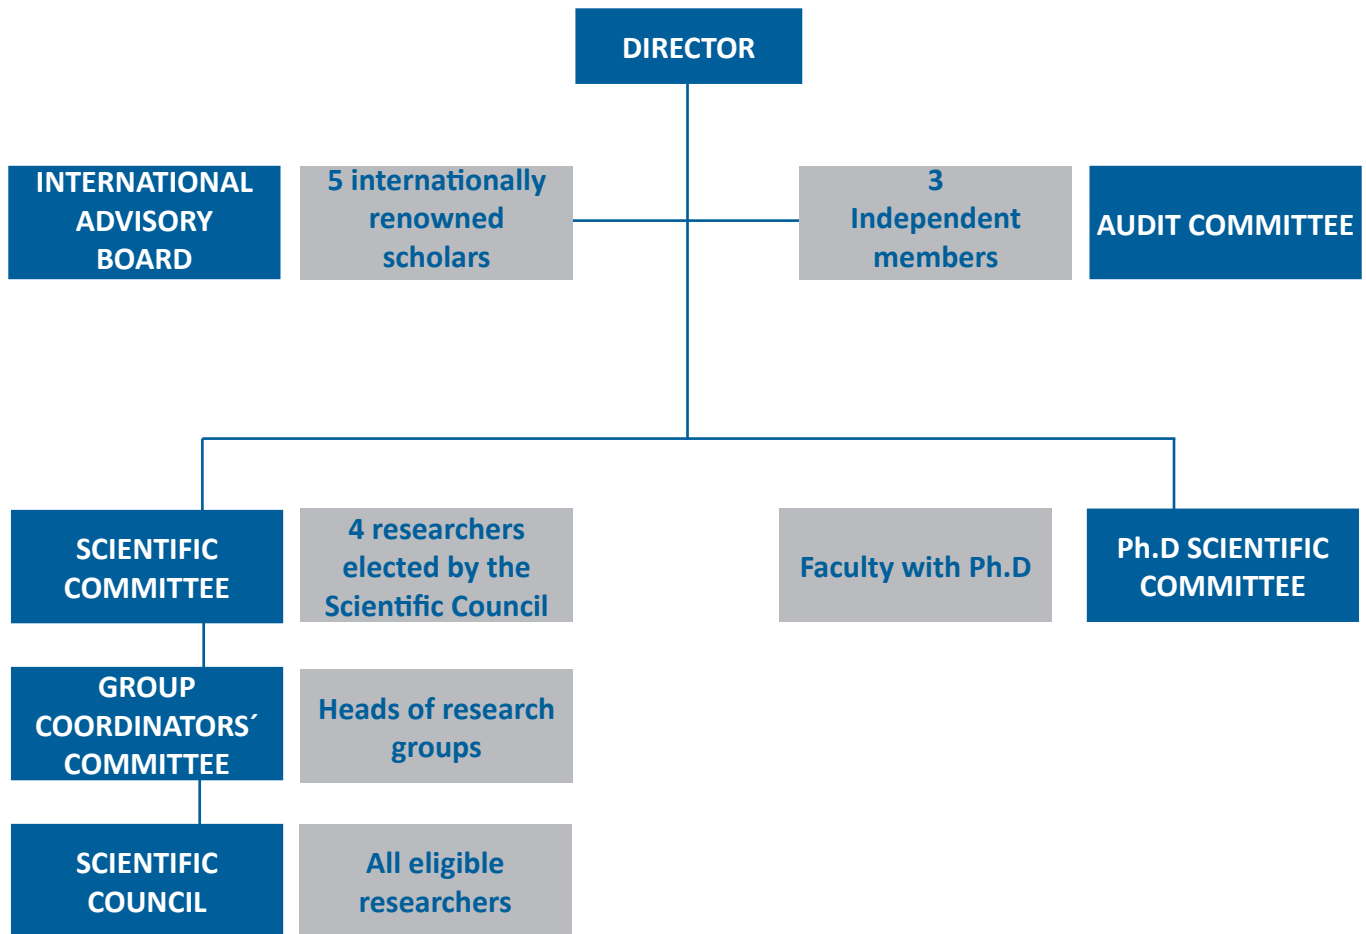 DIRECTOR
INTERNATIONAL
ADVISORY
BOARD
5 internationally
renowned
scholars
3
Independent
members
AUDIT COMMITTEE
SCIENTIFIC
COMMITTEE
4 researchers
elected by the
Scientific Council
Faculty with Ph.D
Ph.D SCIENTIFIC
COMMITTEE
GROUP
COORDINATORS´
COMMITTEE
Heads of research
groups
SCIENTIFIC
COUNCIL
All eligible
researchers